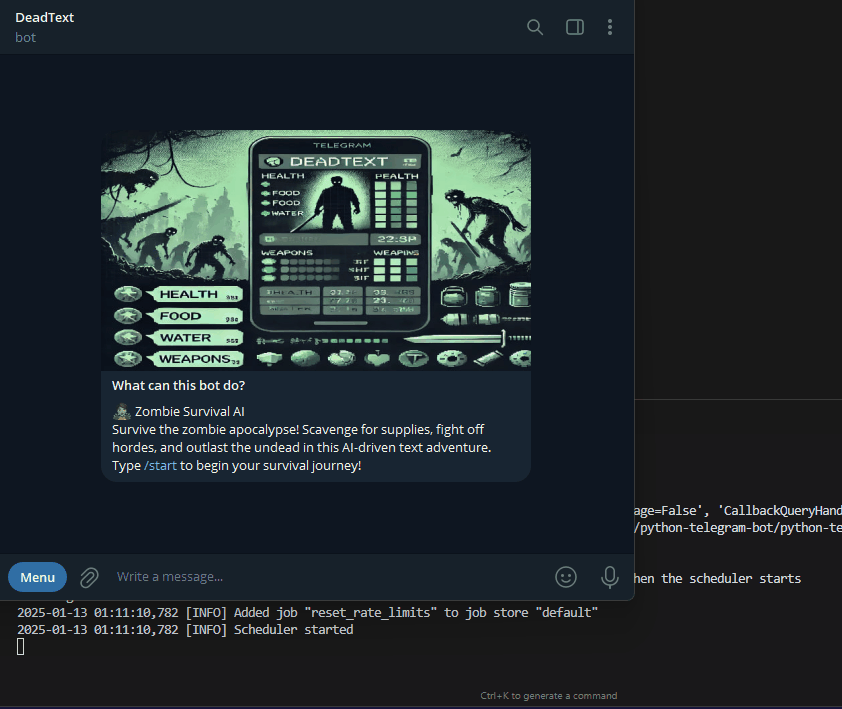 DeadText
bot
TELEGRAM
DEADTEXT
HEALTH
PEALTH
FOOD
FOOD
WATER
22:3P
WEAPONS
WEAPINS
HEALTH
FOOD
WATER
WEAPONS
What can this bot do?
Zombie Survival AI
Survive the zombie apocalypse! Scavenge for supplies, fight off
hordes, and outlast the undead in this AI-driven text adventure.
Type /start to begin your survival journey!
age=False', 'CallbackQueryHand
/python-telegram-bot/python-te
hen the scheduler starts
Menu
Write a message...
2025-01-13 01:11:10,782 [INFO] Added job "reset_rate_limits" to job store "default"
2025-01-13 01:11:10,782 [INFO] Scheduler started
Ctrl+K to generate a command